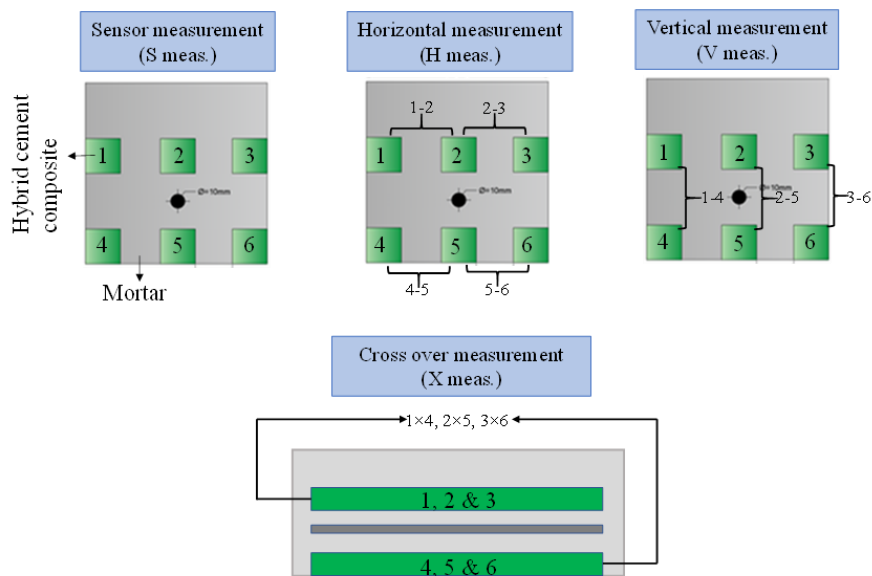 Sensor measurement
(S meas.)
Horizontal measurement
(H meas.)
Vertical measurement
(V meas.)
Hybrid cement
composite
1
2
3
Ø=10mm
4
5
6
Mortar
1-2
2-3
1
2
3
Ø=10mm
4
5
6
4-5
5-6
1
2
3
Ø=10mm
1-4
2-5
3-6
4
5
6
Cross over measurement
(X meas.)
1×4, 2×5, 3×6
1, 2 & 3
4, 5 & 6